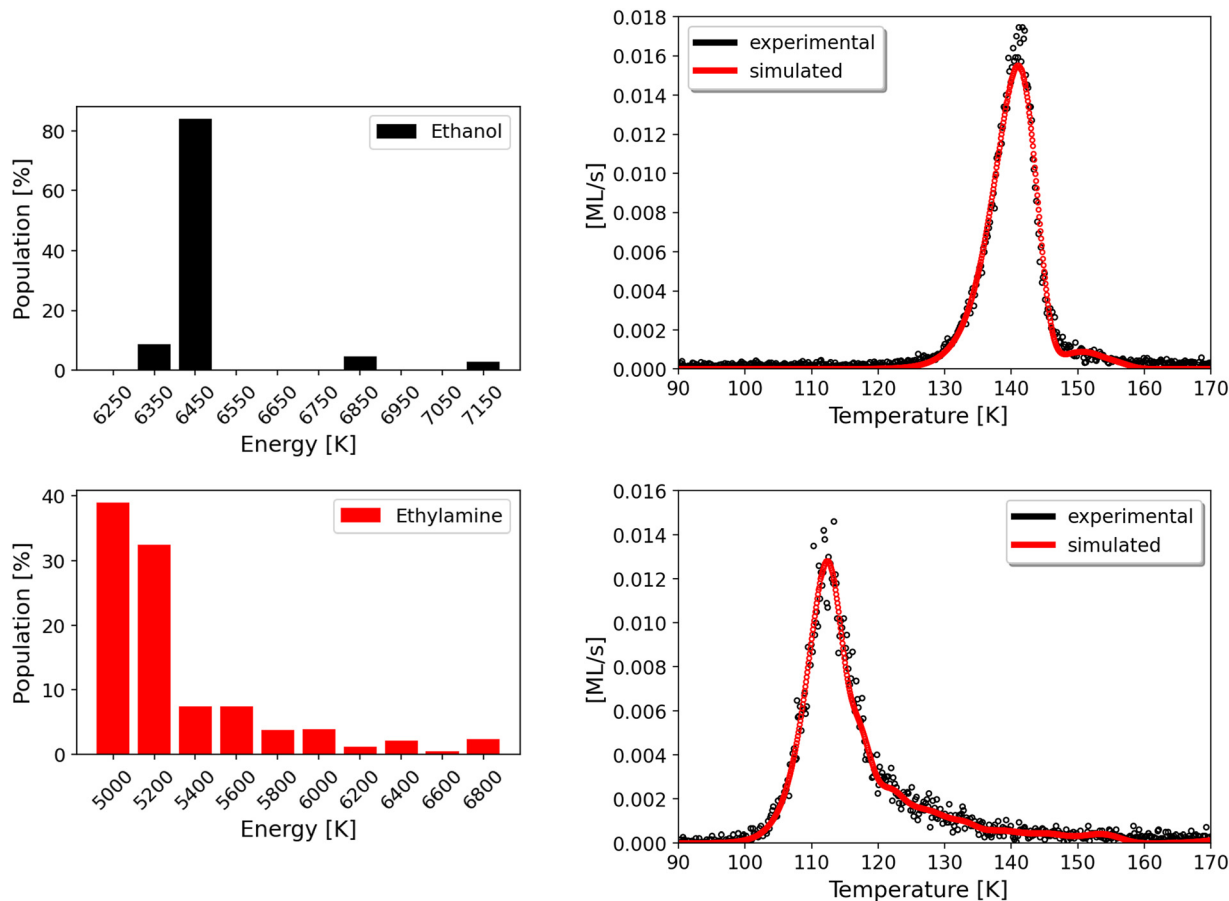 Population [%]
80
60
40
20
0
Ethanol
6250 6350 6450 6550 6650 6750 6850 6950 7050 7150
Energy [K]
[ML/s]
0.018
0.016
0.014
0.012
0.010
0.008
0.006
0.004
0.002
0.000
experimental
simulated
90 100 110 120 130 140 150 160 170
Temperature [K]
Population [%]
40
30
20
10
0
Ethylamine
5000 5200 5400 5600 5800 6000 6200 6400 6600 6800
Energy [K]
[ML/s]
0.016
0.014
0.012
0.010
0.008
0.006
0.004
0.002
0.000
experimental
simulated
90 100 110 120 130 140 150 160 170
Temperature [K]